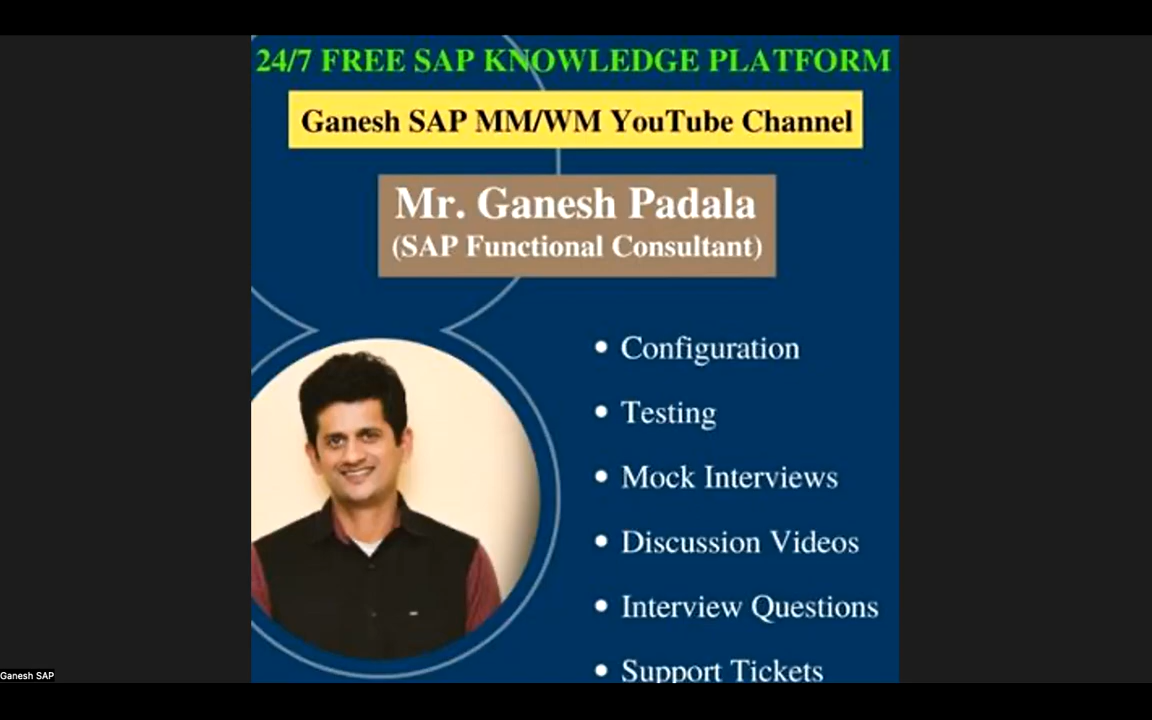 24/7 FREE SAP KNOWLEDGE PLATFORM
Ganesh SAP MM/WM YouTube Channel
Mr. Ganesh Padala
(SAP Functional Consultant)
• Configuration
• Testing
• Mock Interviews
• Discussion Videos
• Interview Questions
• Support Tickets
Ganesh SAP